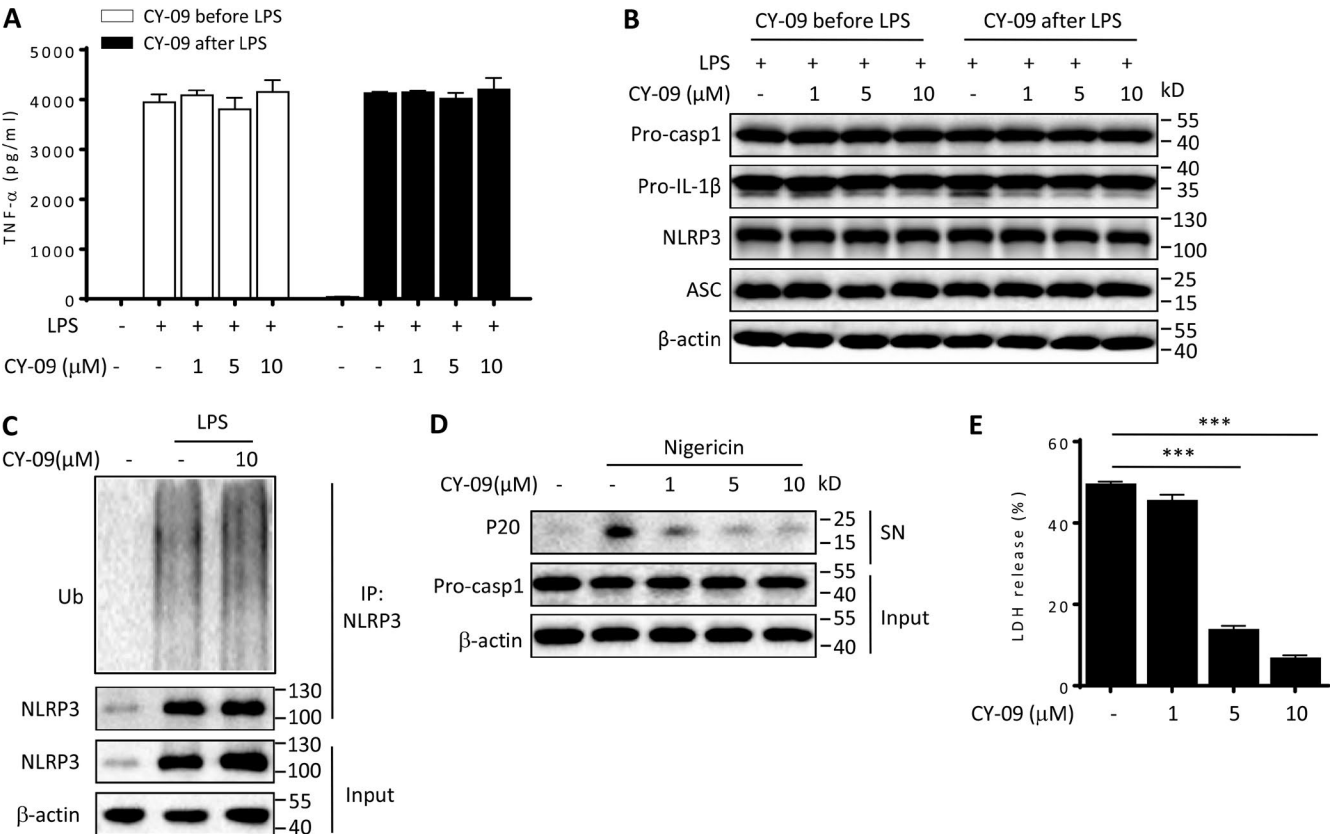 A
CY-09 before LPS
CY-09 after LPS
TNF-α (pg/ml)
5000
4000
3000
2000
1000
0
LPS - + + + + - + + + +
CY-09 (μM) - - 1 5 10 - - 1 5 10
B
CY-09 before LPS CY-09 after LPS
LPS + + + + + + + +
CY-09 (μM) - 1 5 10 - 1 5 10 kD
Pro-casp1 55
40
Pro-IL-1β 40
35
NLRP3 130
100
ASC 25
15
β-actin 55
40
C
LPS
CY-09(μM) - - 10
Ub
IP:
NLRP3
NLRP3 130
100
NLRP3 130
100
Input
β-actin 55
40
D
Nigericin
CY-09(μM) - - 1 5 10 kD
P20 25
15
SN
Pro-casp1 55
40
Input
β-actin 55
40
E
***
***
LDH release (%)
60
40
20
0
CY-09 (μM) - 1 5 10